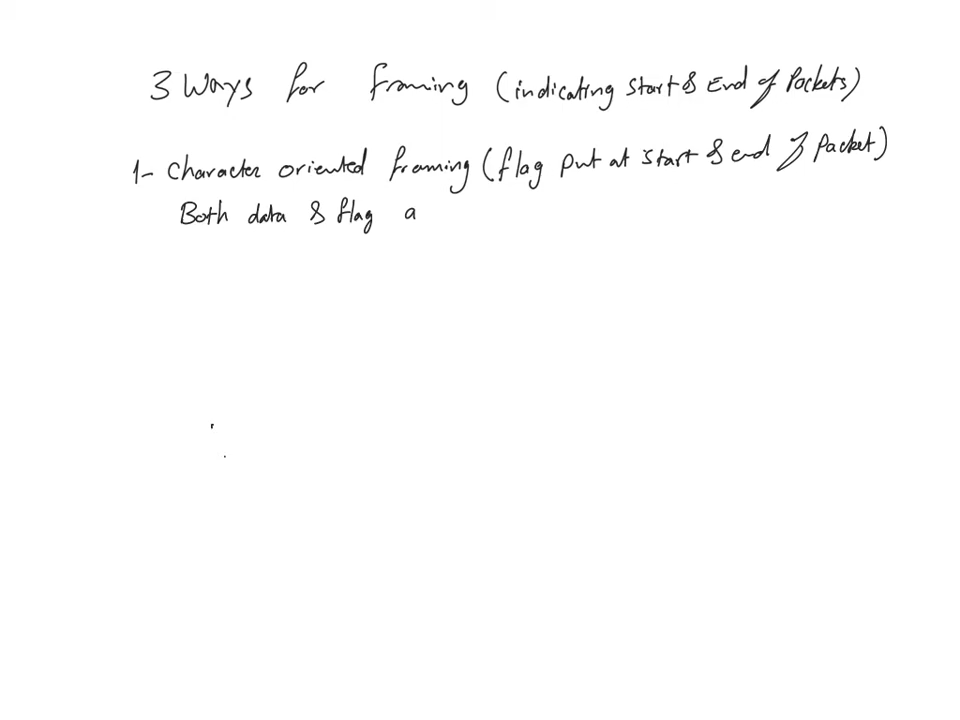 3 Ways for framing (indicating Start & End of Packets)
1- Character oriented framing (flag put at start & end of Packet)
Both data & flag a